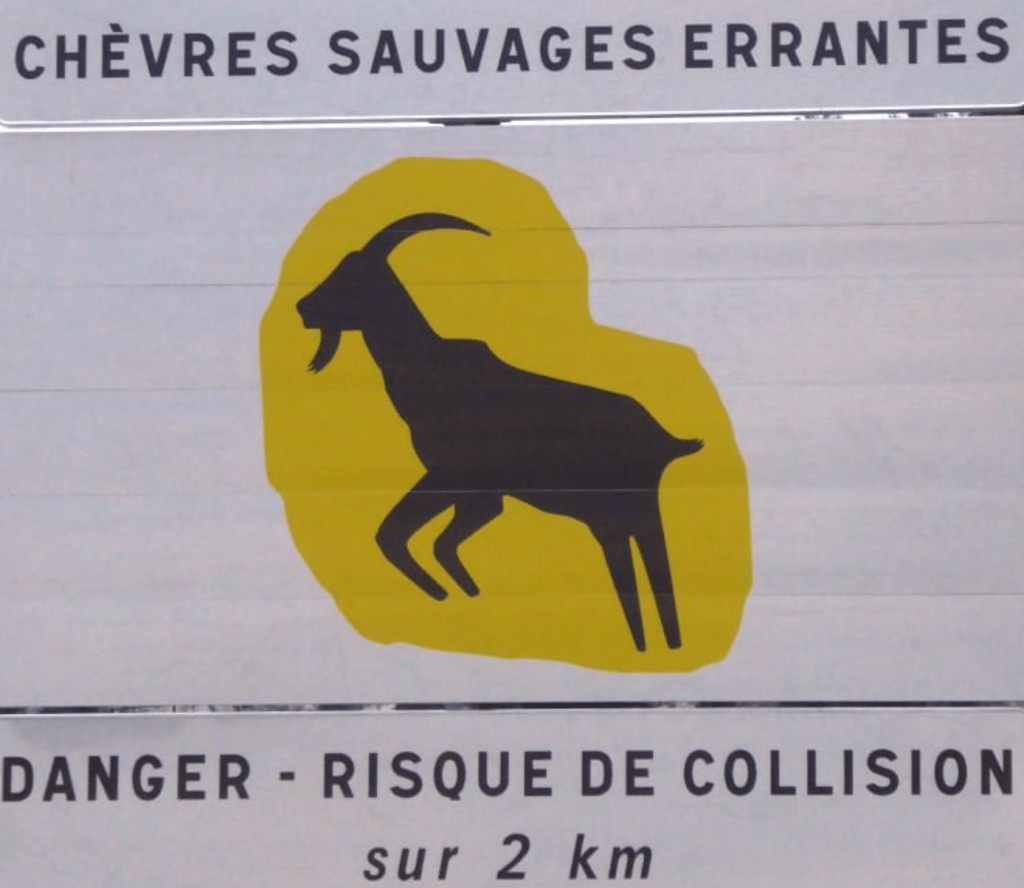 CHÈVRES SAUVAGES ERRANTES
DANGER - RISQUE DE COLLISION
sur 2 km